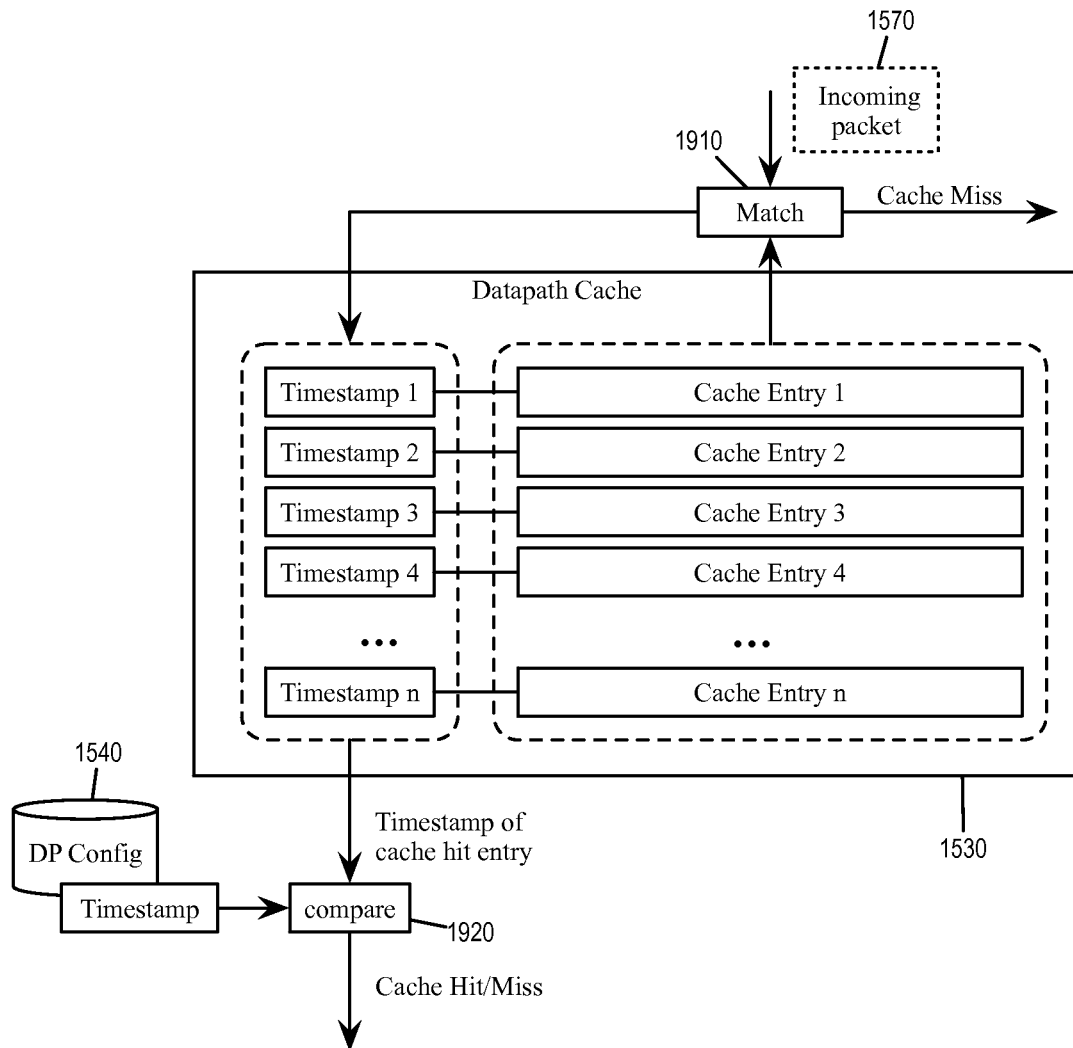 1570
Incoming
packet
1910
Match
Cache Miss
Datapath Cache
Timestamp 1
Cache Entry 1
Timestamp 2
Cache Entry 2
Timestamp 3
Cache Entry 3
Timestamp 4
Cache Entry 4
...
...
Timestamp n
Cache Entry n
1540
DP Config
Timestamp
Timestamp of
cache hit entry
1530
compare
1920
Cache Hit/Miss